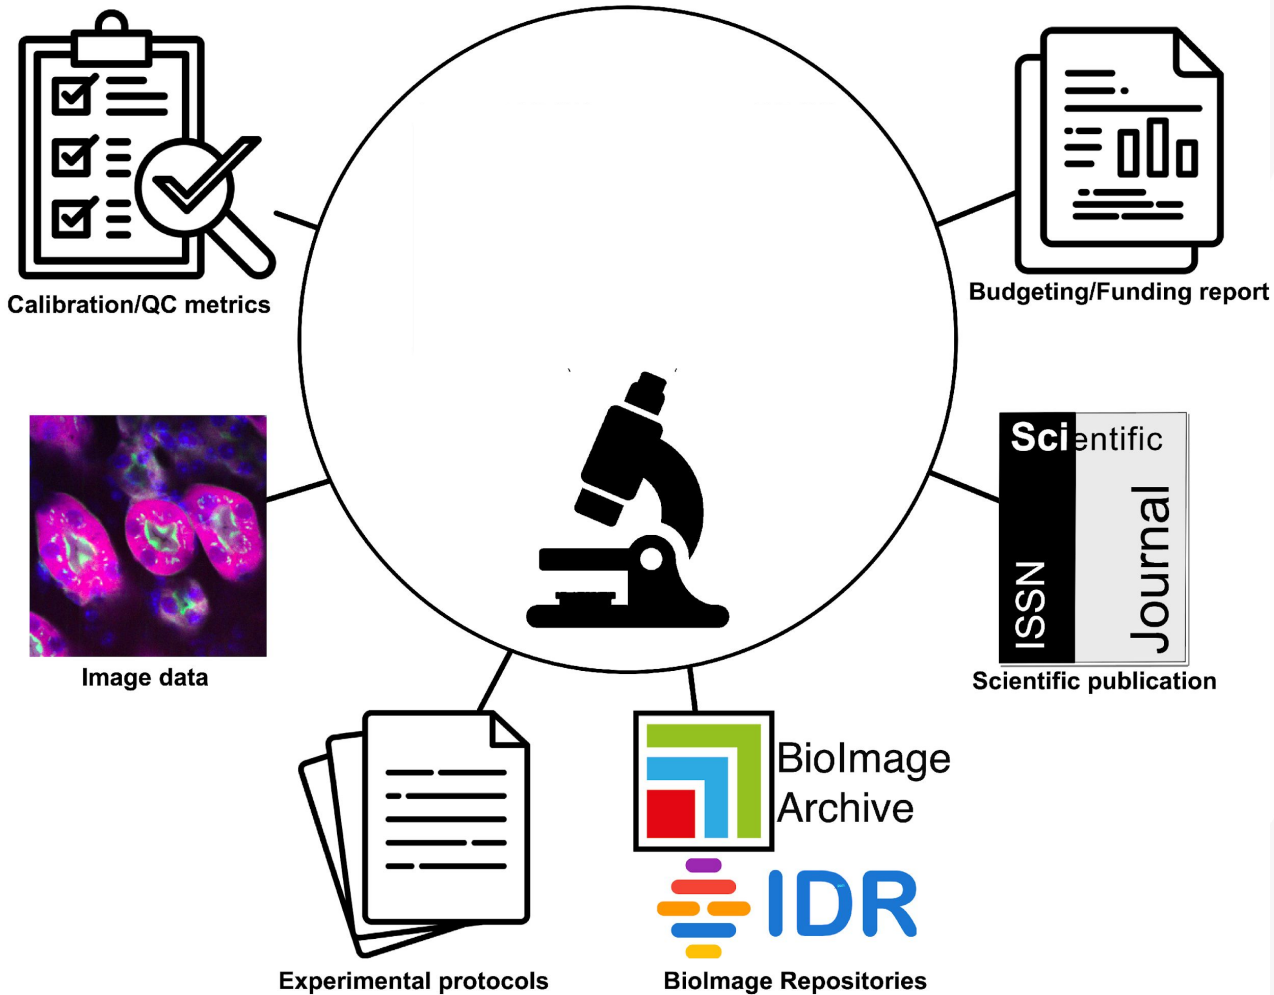 Calibration/QC metrics
Budgeting/Funding report
Scientific
ISSN
Journal
Image data
Scientific publication
BioImage
Archive
IDR
Experimental protocols
BioImage Repositories